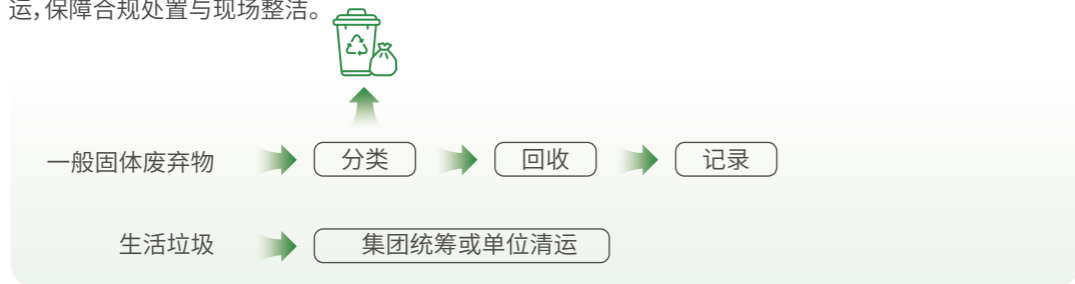 运，保障合规处置与现场整洁。
一般固体废弃物 分类 回收 记录
生活垃圾 集团统筹或单位清运